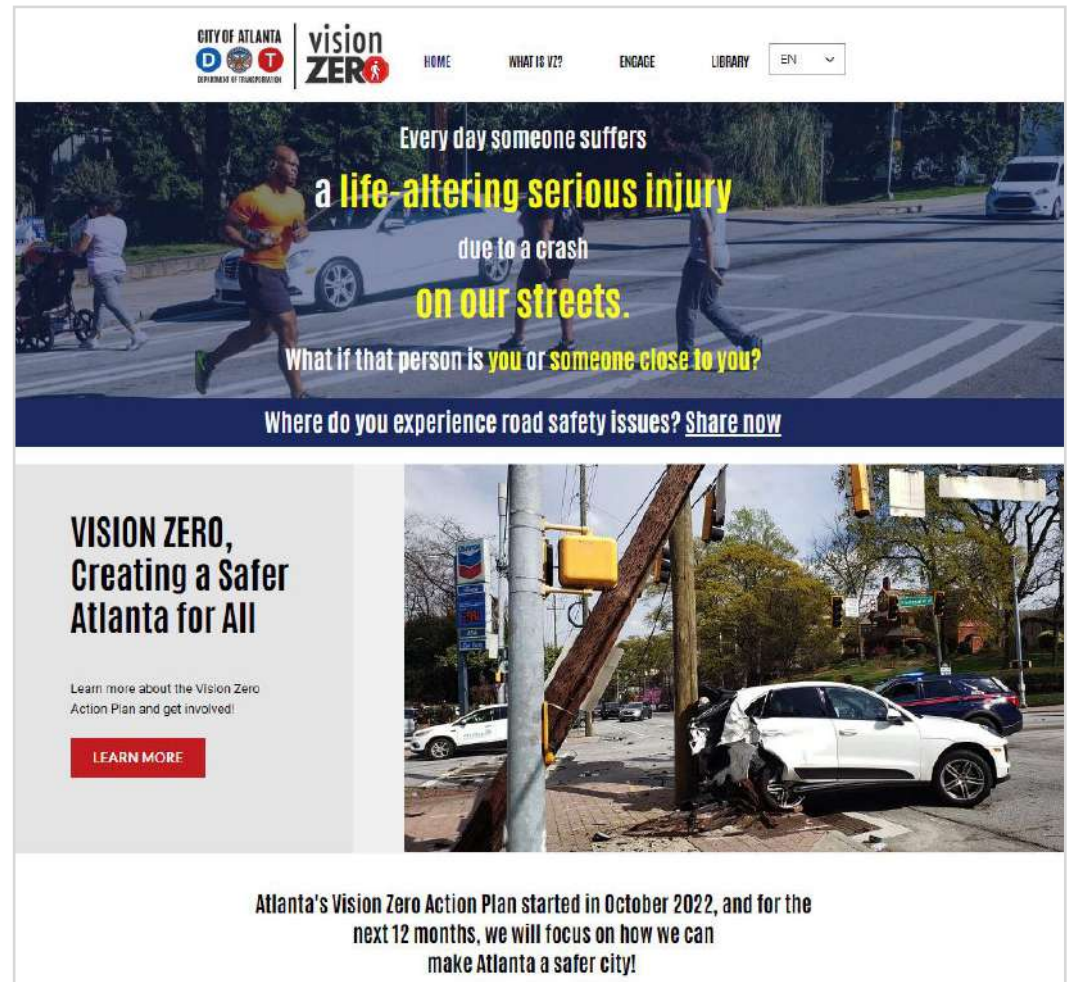 CITY OF ATLANTA
D T
DEPARTMENT OF TRANSPORTATION
vision
ZERO
HOME
WHAT IS VZ?
ENGAGE
LIBRARY
EN
Every day someone suffers
a life-altering serious injury
due to a crash
on our streets.
What if that person is you or someone close to you?
Where do you experience road safety issues? Share now
VISION ZERO,
Creating a Safer
Atlanta for All
Learn more about the Vision Zero
Action Plan and get involved!
LEARN MORE
Atlanta's Vision Zero Action Plan started in October 2022, and for the
next 12 months, we will focus on how we can
make Atlanta a safer city!